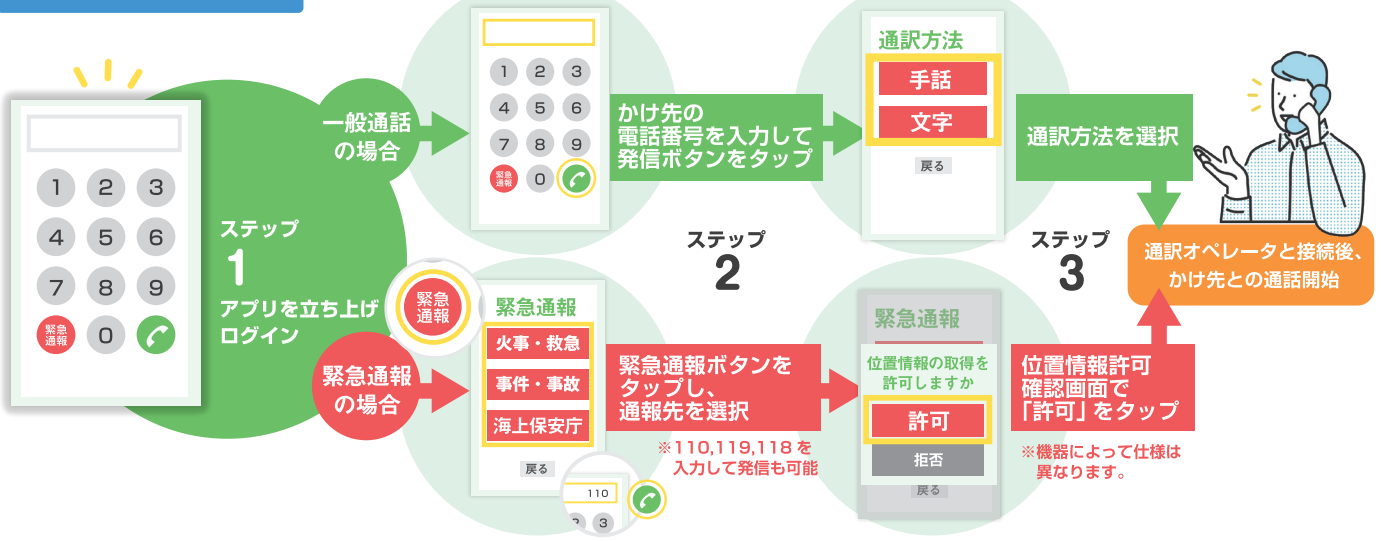 1 2 3
4 5 6
7 8 9
緊急
通報
0
ステップ
1
アプリを立ち上げ
ログイン
一般通話
の場合
1 2 3
4 5 6
7 8 9
緊急
通報
0
かけ先の
電話番号を入力して
発信ボタンをタップ
通訳方法
手話
文字
戻る
通訳方法を選択
緊急通報
の場合
緊急
通報
緊急通報
火事・救急
事件・事故
海上保安庁
戻る
110
2 3
ステップ
2
緊急通報ボタンを
タップし、
通報先を選択
※110,119,118 を
入力して発信も可能
緊急通報
位置情報の取得を
許可しますか
許可
拒否
戻る
ステップ
3
位置情報許可
確認画面で
「許可」をタップ
※機器によって仕様は
異なります。
通訳オペレータと接続後、
かけ先との通話開始